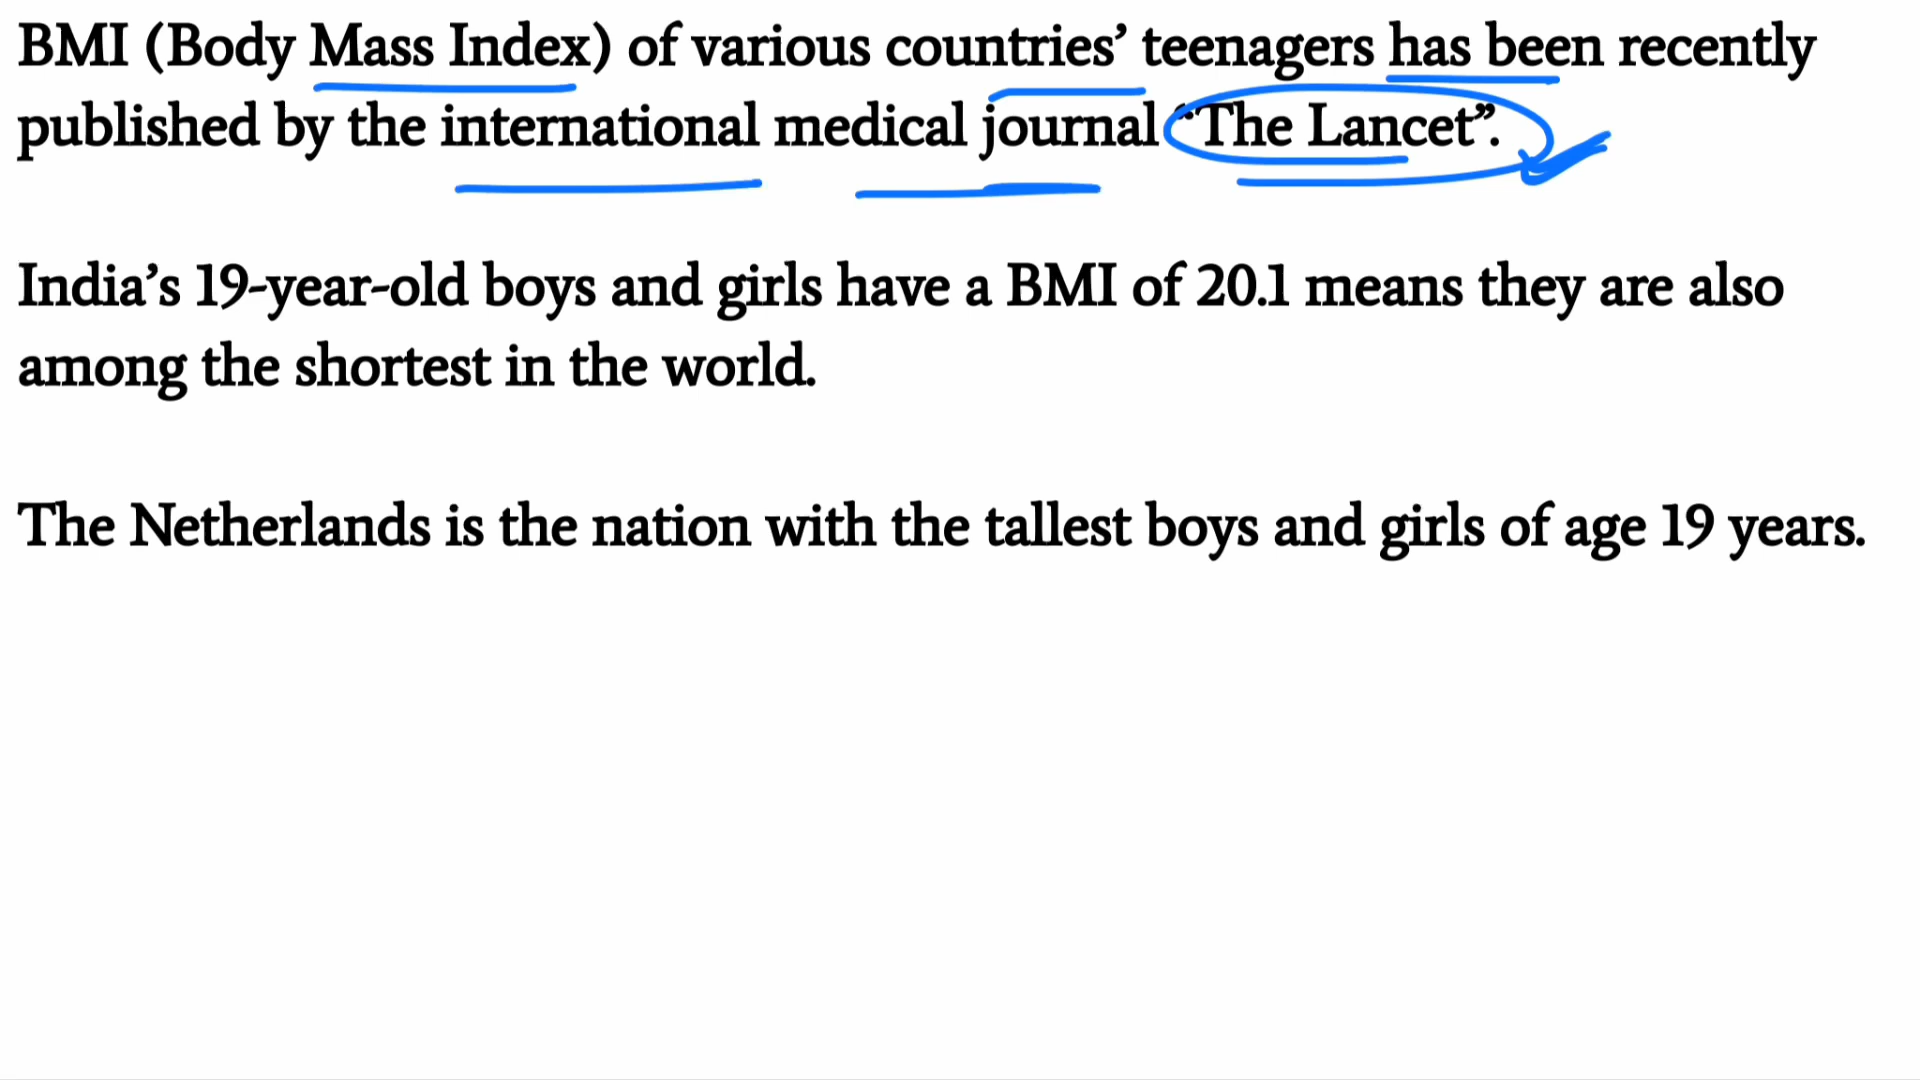 BMI (Body Mass Index) of various countries’ teenagers has been recently
published by the international medical journal “The Lancet”.
India’s 19-year-old boys and girls have a BMI of 20.1 means they are also
among the shortest in the world.
The Netherlands is the nation with the tallest boys and girls of age 19 years.